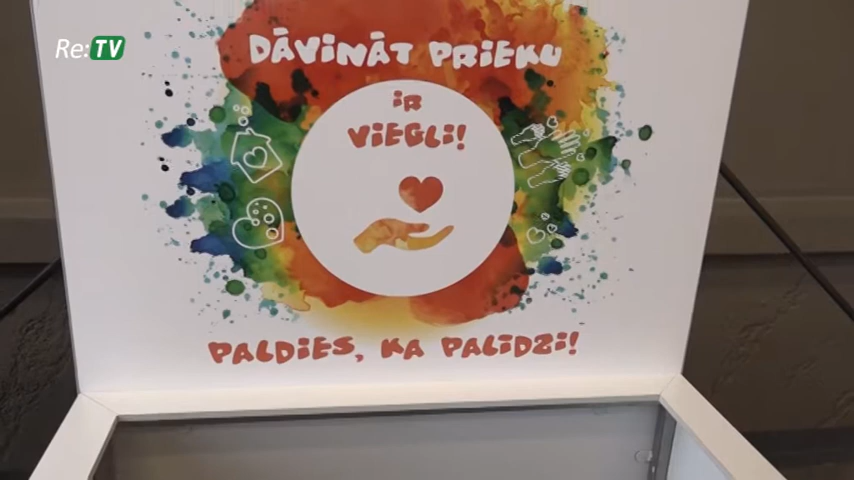 Re:TV
DĀVINĀT PRIEKU
IR
VIEGLI!
PALDIES, KA PALĪDZI!